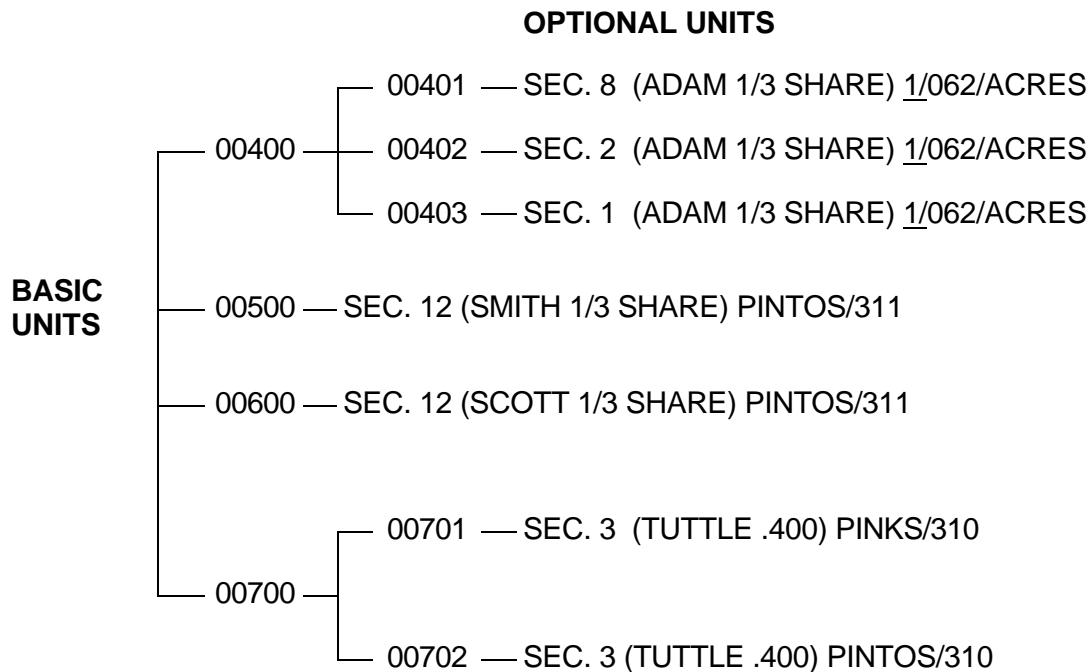 OPTIONAL UNITS
00401 — SEC. 8 (ADAM 1/3 SHARE) 1/062/ACRES
00400
00402 — SEC. 2 (ADAM 1/3 SHARE) 1/062/ACRES
00403 — SEC. 1 (ADAM 1/3 SHARE) 1/062/ACRES
BASIC
UNITS
00500 — SEC. 12 (SMITH 1/3 SHARE) PINTOS/311
00600 — SEC. 12 (SCOTT 1/3 SHARE) PINTOS/311
00701 — SEC. 3 (TUTTLE .400) PINKS/310
00700
00702 — SEC. 3 (TUTTLE .400) PINTOS/310